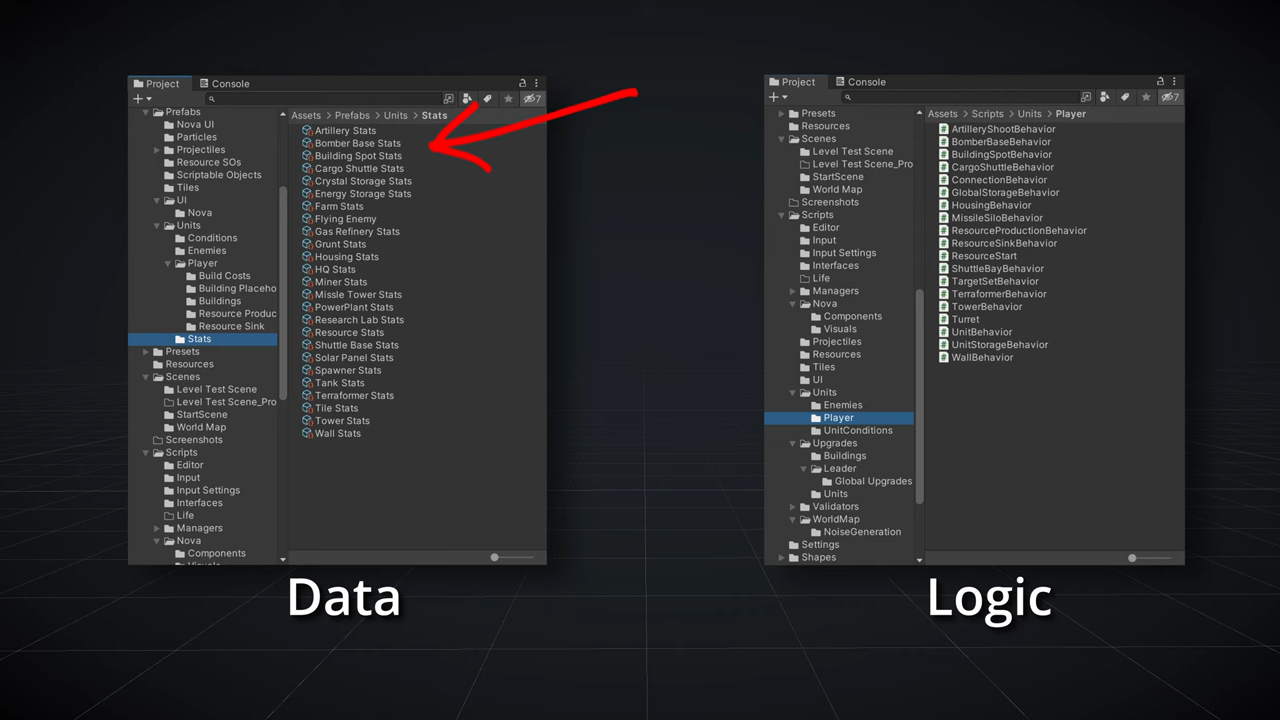 Project
Console
7
Assets > Prefabs > Units > Stats
Prefabs
Nova UI
Particles
Projectiles
Resource SOs
Scriptable Objects
Tiles
UI
Nova
Units
Conditions
Enemies
Player
Build Costs
Building Placeho
Buildings
Resource Produc
Resource Sink
Stats
Presets
Resources
Scenes
Level Test Scene
Level Test Scene_Pro
StartScene
World Map
Screenshots
Scripts
Editor
Input
Input Settings
Interfaces
Life
Managers
Nova
Components
Visuals
Artillery Stats
Bomber Base Stats
Building Spot Stats
Cargo Shuttle Stats
Crystal Storage Stats
Energy Storage Stats
Farm Stats
Flying Enemy
Gas Refinery Stats
Grunt Stats
Housing Stats
HQ Stats
Miner Stats
Missle Tower Stats
PowerPlant Stats
Research Lab Stats
Resource Stats
Shuttle Base Stats
Solar Panel Stats
Spawner Stats
Tank Stats
Terraformer Stats
Tile Stats
Tower Stats
Wall Stats
Data
Project
Console
7
Assets > Scripts > Units > Player
Presets
Resources
Scenes
Level Test Scene
Level Test Scene_Pro
StartScene
World Map
Screenshots
Scripts
Editor
Input
Input Settings
Interfaces
Life
Managers
Nova
Components
Visuals
Projectiles
Resources
Tiles
UI
Units
Enemies
Player
UnitConditions
Upgrades
Buildings
Leader
Global Upgrades
Units
Validators
WorldMap
NoiseGeneration
Settings
Shapes
ArtilleryShootBehavior
BomberBaseBehavior
BuildingSpotBehavior
CargoShuttleBehavior
ConnectionBehavior
GlobalStorageBehavior
HousingBehavior
MissileSiloBehavior
ResourceProductionBehavior
ResourceSinkBehavior
ResourceStart
ShuttleBayBehavior
TargetSetBehavior
TerraformerBehavior
TowerBehavior
Turret
UnitBehavior
UnitStorageBehavior
WallBehavior
Logic